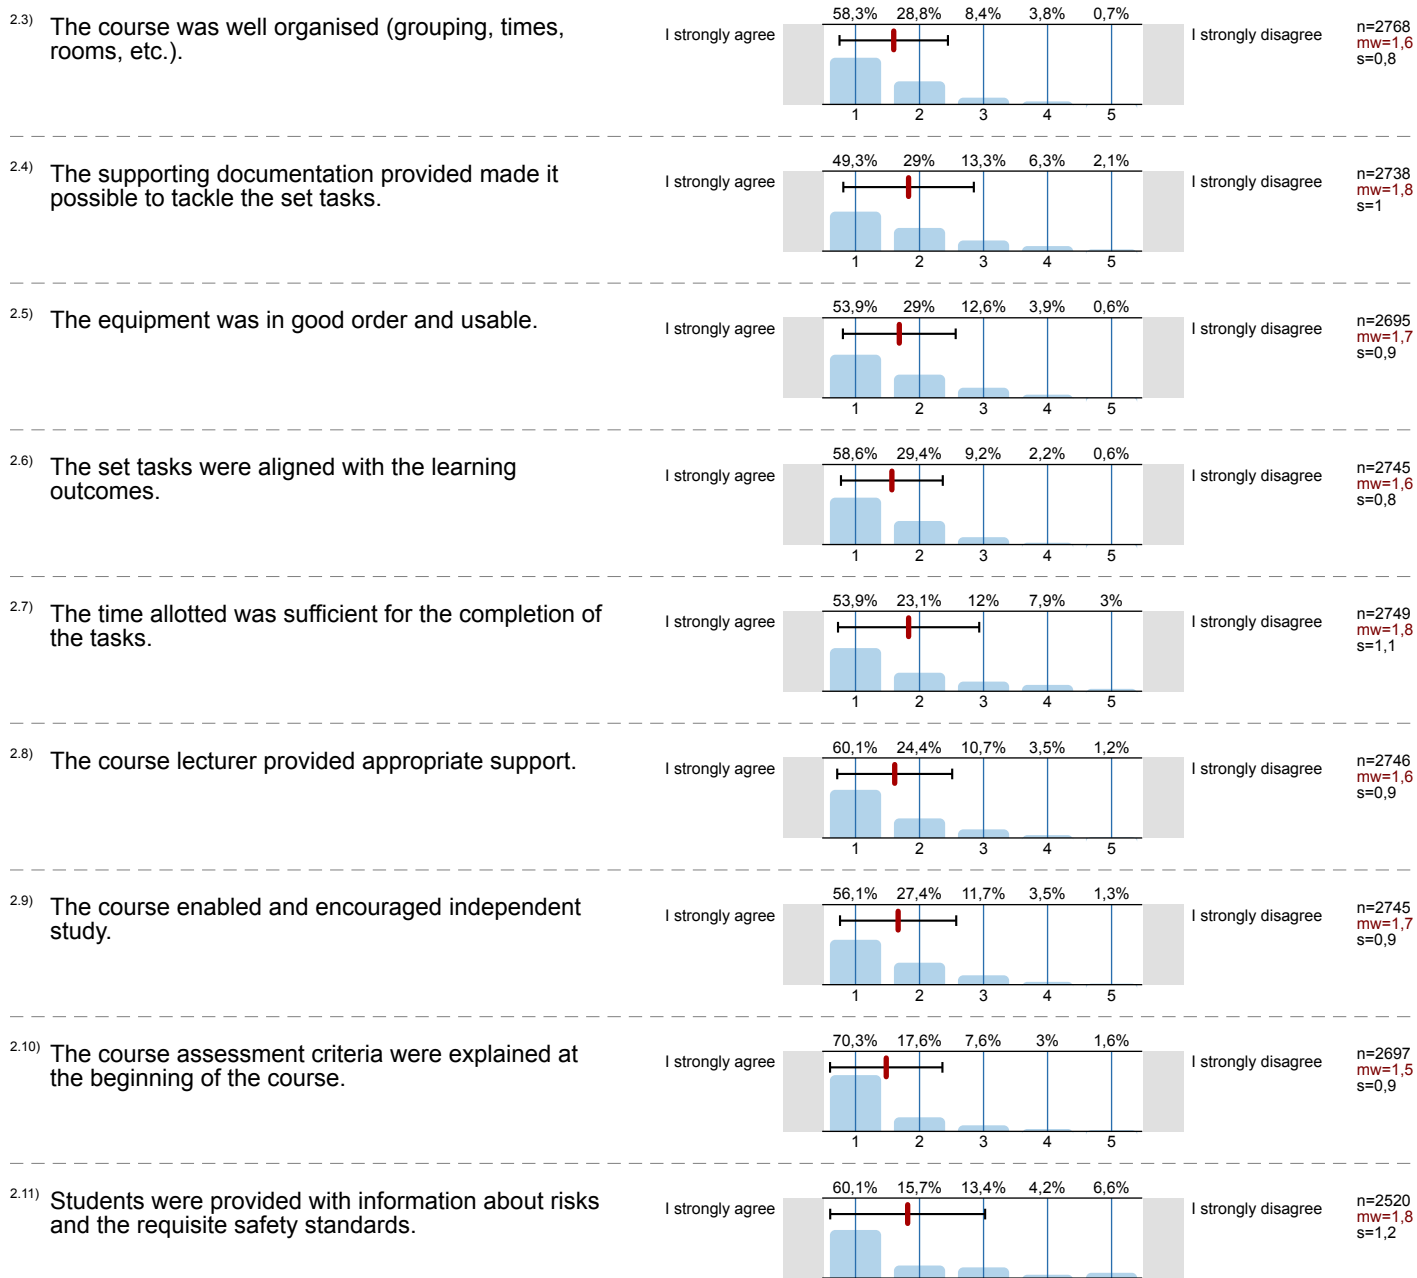 2.3) The course was well organised (grouping, times,
rooms, etc.).
I strongly agree
58,3% 28,8% 8,4% 3,8% 0,7%
1 2 3 4 5
I strongly disagree
n=2768
mw=1,6
s=0,8
2.4) The supporting documentation provided made it
possible to tackle the set tasks.
I strongly agree
49,3% 29% 13,3% 6,3% 2,1%
1 2 3 4 5
I strongly disagree
n=2738
mw=1,8
s=1
2.5) The equipment was in good order and usable.
I strongly agree
53,9% 29% 12,6% 3,9% 0,6%
1 2 3 4 5
I strongly disagree
n=2695
mw=1,7
s=0,9
2.6) The set tasks were aligned with the learning
outcomes.
I strongly agree
58,6% 29,4% 9,2% 2,2% 0,6%
1 2 3 4 5
I strongly disagree
n=2745
mw=1,6
s=0,8
2.7) The time allotted was sufficient for the completion of
the tasks.
I strongly agree
53,9% 23,1% 12% 7,9% 3%
1 2 3 4 5
I strongly disagree
n=2749
mw=1,8
s=1,1
2.8) The course lecturer provided appropriate support.
I strongly agree
60,1% 24,4% 10,7% 3,5% 1,2%
1 2 3 4 5
I strongly disagree
n=2746
mw=1,6
s=0,9
2.9) The course enabled and encouraged independent
study.
I strongly agree
56,1% 27,4% 11,7% 3,5% 1,3%
1 2 3 4 5
I strongly disagree
n=2745
mw=1,7
s=0,9
2.10) The course assessment criteria were explained at
the beginning of the course.
I strongly agree
70,3% 17,6% 7,6% 3% 1,6%
1 2 3 4 5
I strongly disagree
n=2697
mw=1,5
s=0,9
2.11) Students were provided with information about risks
and the requisite safety standards.
I strongly agree
60,1% 15,7% 13,4% 4,2% 6,6%
I strongly disagree
n=2520
mw=1,8
s=1,2